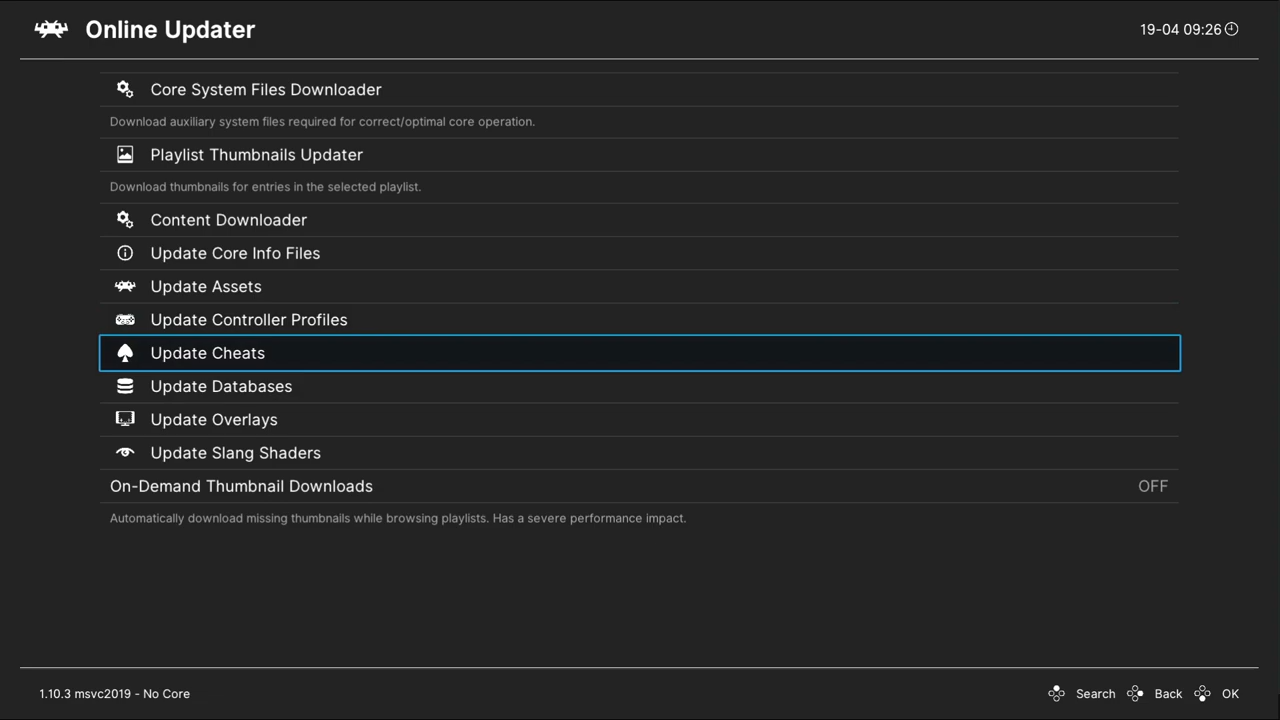 Online Updater
19-04 09:26
Core System Files Downloader
Download auxiliary system files required for correct/optimal core operation.
Playlist Thumbnails Updater
Download thumbnails for entries in the selected playlist.
Content Downloader
Update Core Info Files
Update Assets
Update Controller Profiles
Update Cheats
Update Databases
Update Overlays
Update Slang Shaders
On-Demand Thumbnail Downloads OFF
Automatically download missing thumbnails while browsing playlists. Has a severe performance impact.
1.10.3 msvc2019 - No Core
Search Back OK